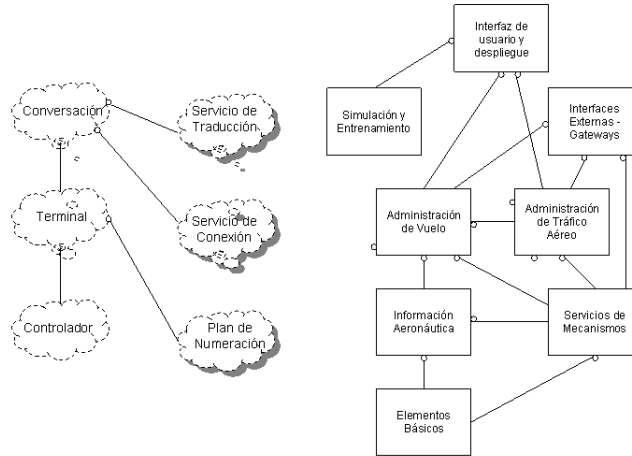 Conversación
Servicio de
Traducción
Terminal
Servicio de
Conexión
Controlador
Plan de
Numeración
Interfaz de
usuario y
despliegue
Simulación y
Entrenamiento
Interfaces
Externas -
Gateways
Administración
de Vuelo
Administración
de Tráfico
Aéreo
Información
Aeronáutica
Servicios de
Mecanismos
Elementos
Básicos